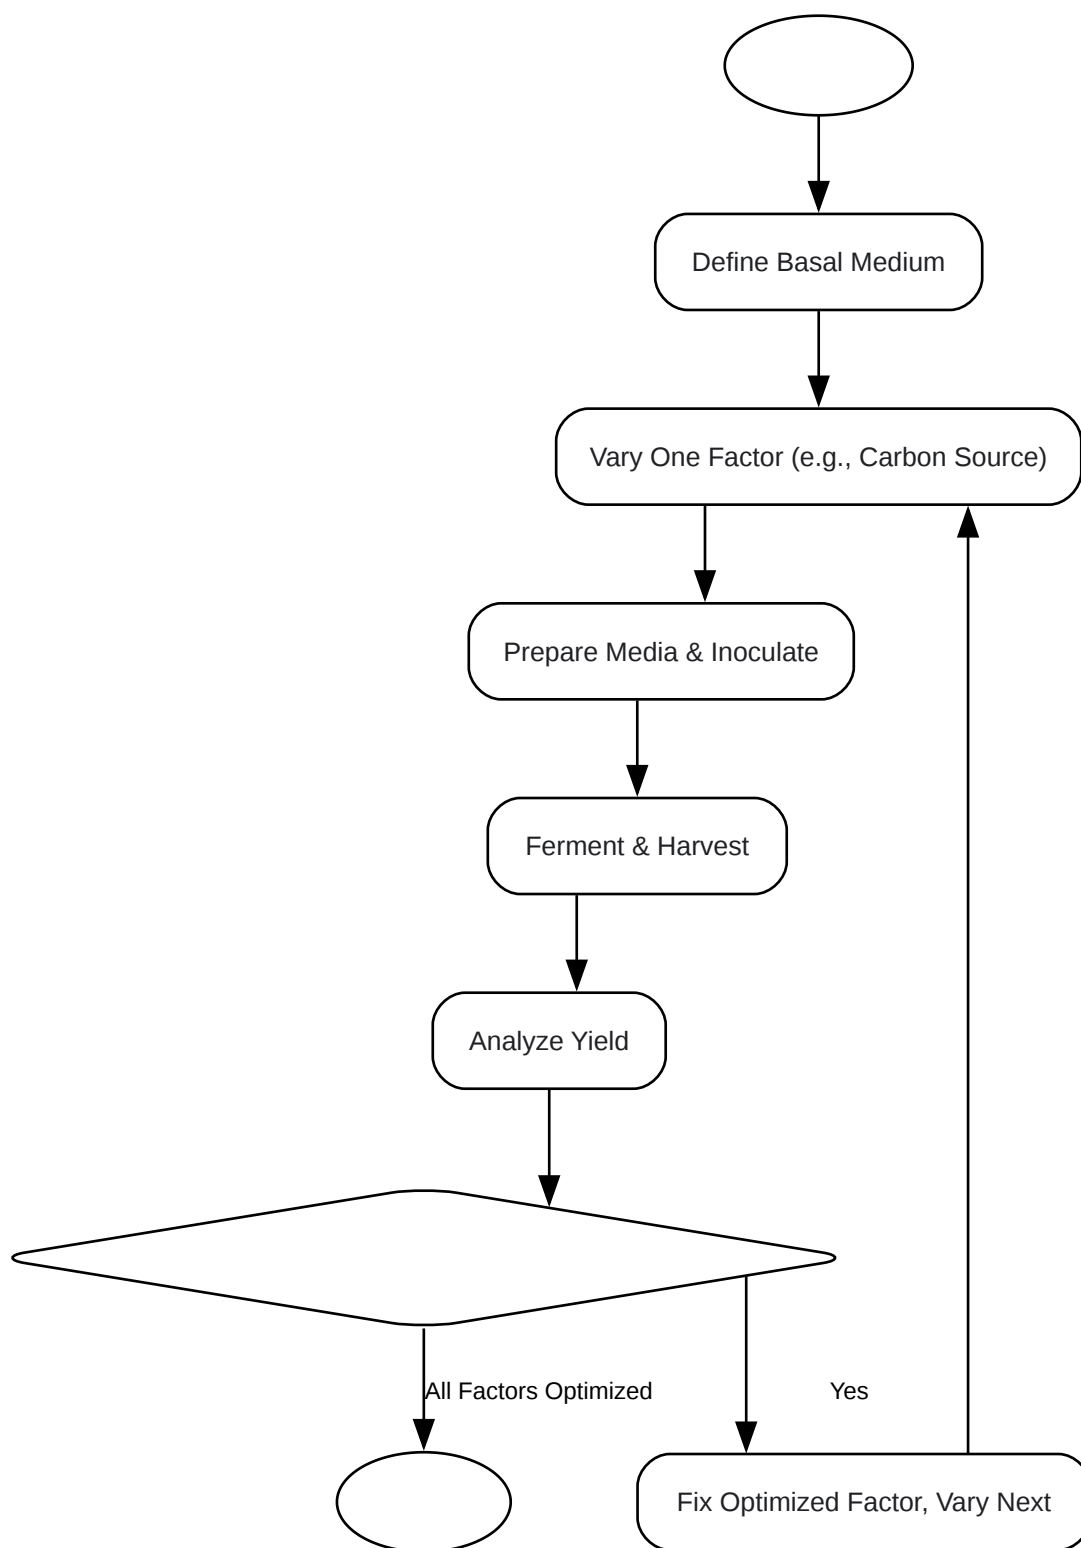 Define Basal Medium
Vary One Factor (e.g., Carbon Source)
Prepare Media & Inoculate
Ferment & Harvest
Analyze Yield
All Factors Optimized
Yes
Fix Optimized Factor, Vary Next